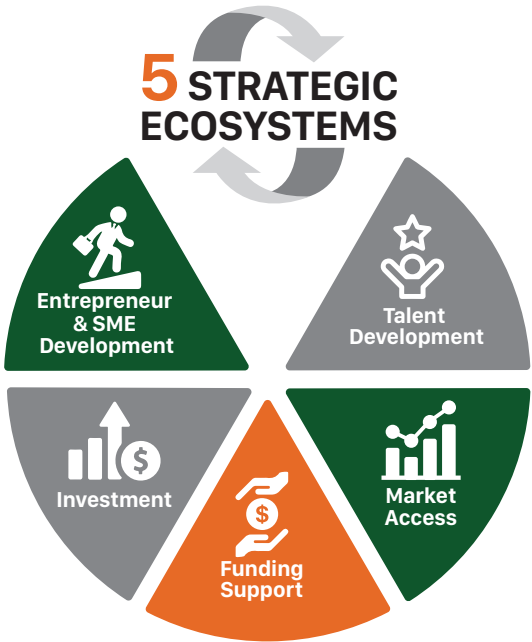 5 STRATEGIC
ECOSYSTEMS
Entrepreneur
& SME
Development
Talent
Development
Investment
$
Market
Access
$
Funding
Support